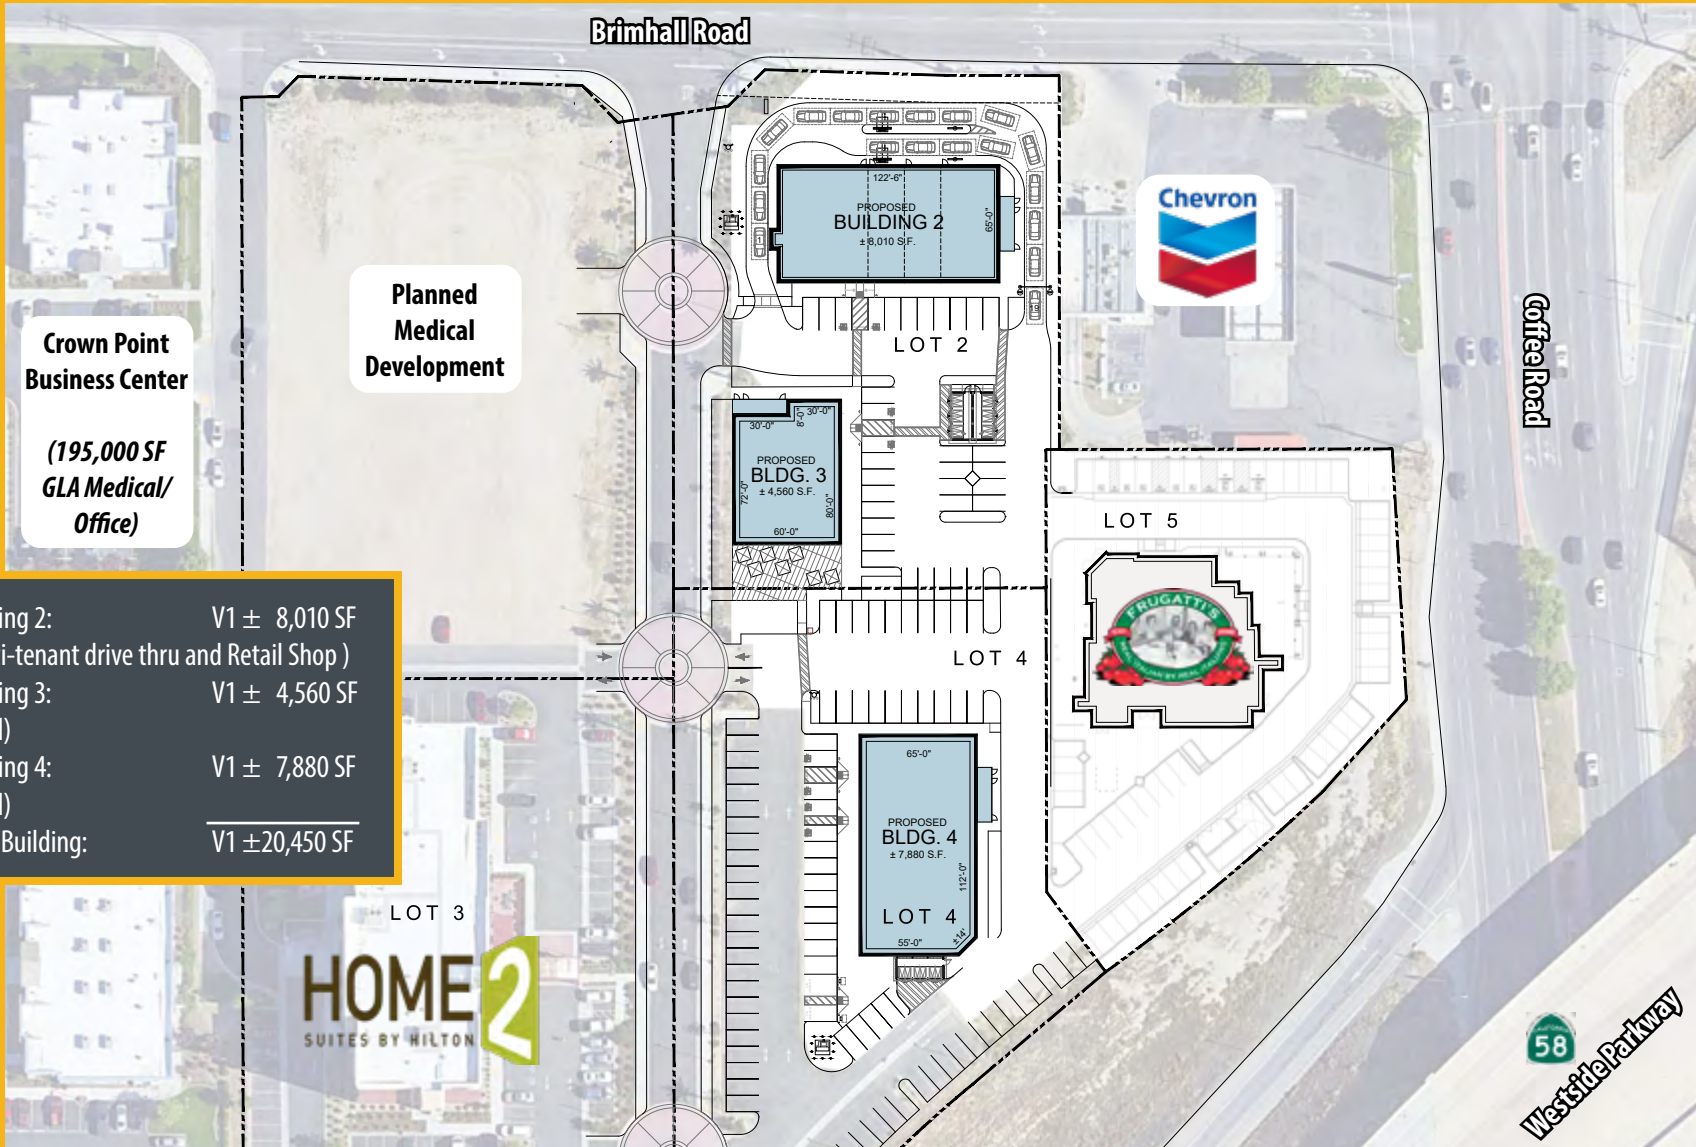 Brimhall Road
Chevron
Coffee Road
122'-6"
PROPOSED
BUILDING 2
± 8,010 S.F.
65'-0"
LOT 2
Planned
Medical
Development
Crown Point
Business Center
(195,000 SF
GLA Medical/
Office)
30'-0"
8'-0"
30'-0"
PROPOSED
BLDG. 3
± 4,560 S.F.
72'-0"
80'-0"
60'-0"
LOT 5
FRUGATTI'S
LOT 4
ing 2: V1 ± 8,010 SF
i-tenant drive thru and Retail Shop )
ing 3: V1 ± 4,560 SF
l)
ing 4: V1 ± 7,880 SF
l)
Building: V1 ±20,450 SF
65'-0"
PROPOSED
BLDG. 4
± 7,880 S.F.
112'-0"
LOT 4
55'-0"
±14'
LOT 3
HOME 2
SUITES BY HILTON
58
Westside Parkway